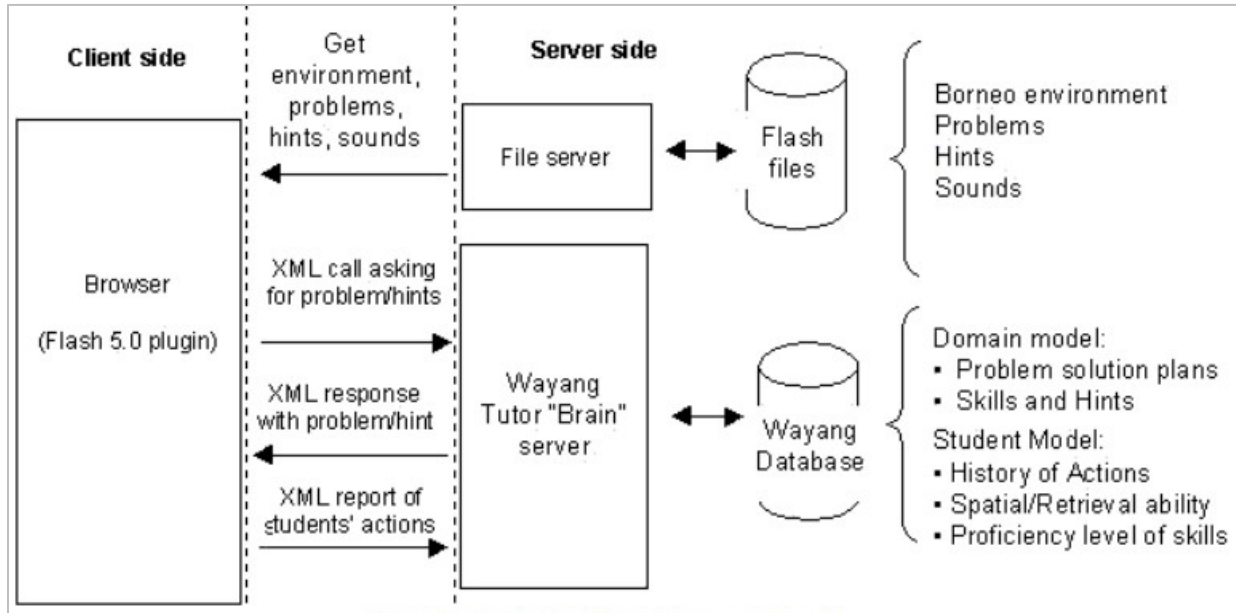 Client side
Get
environment,
problems,
hints, sounds
Server side
File server
Flash
files
Borneo environment
Problems
Hints
Sounds
Browser
(Flash 5.0 plugin)
XML call asking
for problem/hints
XML response
with problem/hint
XML report of
students' actions
Wayang
Tutor "Brain"
server
Wayang
Database
Domain model:
▪ Problem solution plans
▪ Skills and Hints
Student Model:
▪ History of Actions
▪ Spatial/Retrieval ability
▪ Proficiency level of skills